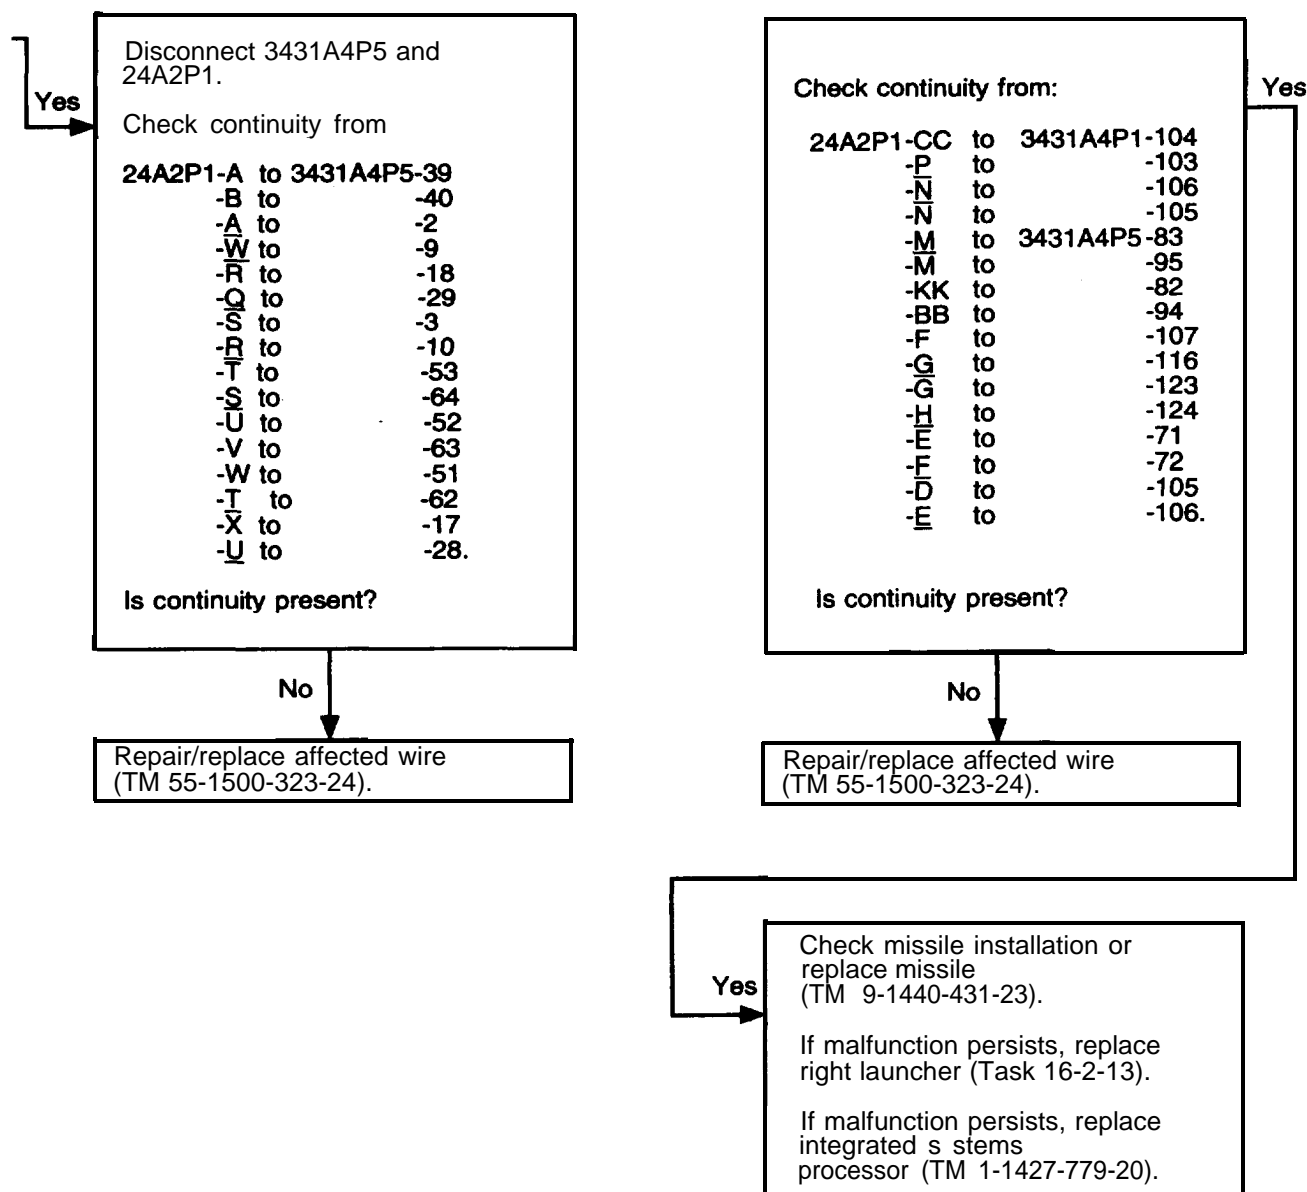 Yes
Disconnect 3431A4P5 and
24A2P1.
Check continuity from
24A2P1-A to 3431A4P5-39
-B to -40
-A to -2
-W to -9
-R to -18
-Q to -29
-S to -3
-R to -10
-T to -53
-S to -64
-U to -52
-V to -63
-W to -51
-T to -62
-X to -17
-U to -28.
Is continuity present?
No
Repair/replace affected wire
(TM 55-1500-323-24).
Yes
Check continuity from:
24A2P1-CC to 3431A4P1-104
-P to -103
-N to -106
-N to -105
-M to 3431A4P5-83
-M to -95
-KK to -82
-BB to -94
-F to -107
-G to -116
-G to -123
-H to -124
-E to -71
-F to -72
-D to -105
-E to -106.
Is continuity present?
No
Repair/replace affected wire
(TM 55-1500-323-24).
Yes
Check missile installation or
replace missile
(TM 9-1440-431-23).
If malfunction persists, replace
right launcher (Task 16-2-13).
If malfunction persists, replace
integrated s stems
processor (TM 1-1427-779-20).